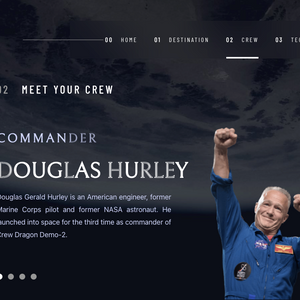 00 HOME 01 DESTINATION 02 CREW 03 TE
02 MEET YOUR CREW
COMMANDER
DOUGLAS HURLEY
Douglas Gerald Hurley is an American engineer, former
Marine Corps pilot and former NASA astronaut. He
launched into space for the third time as commander of
Crew Dragon Demo-2.